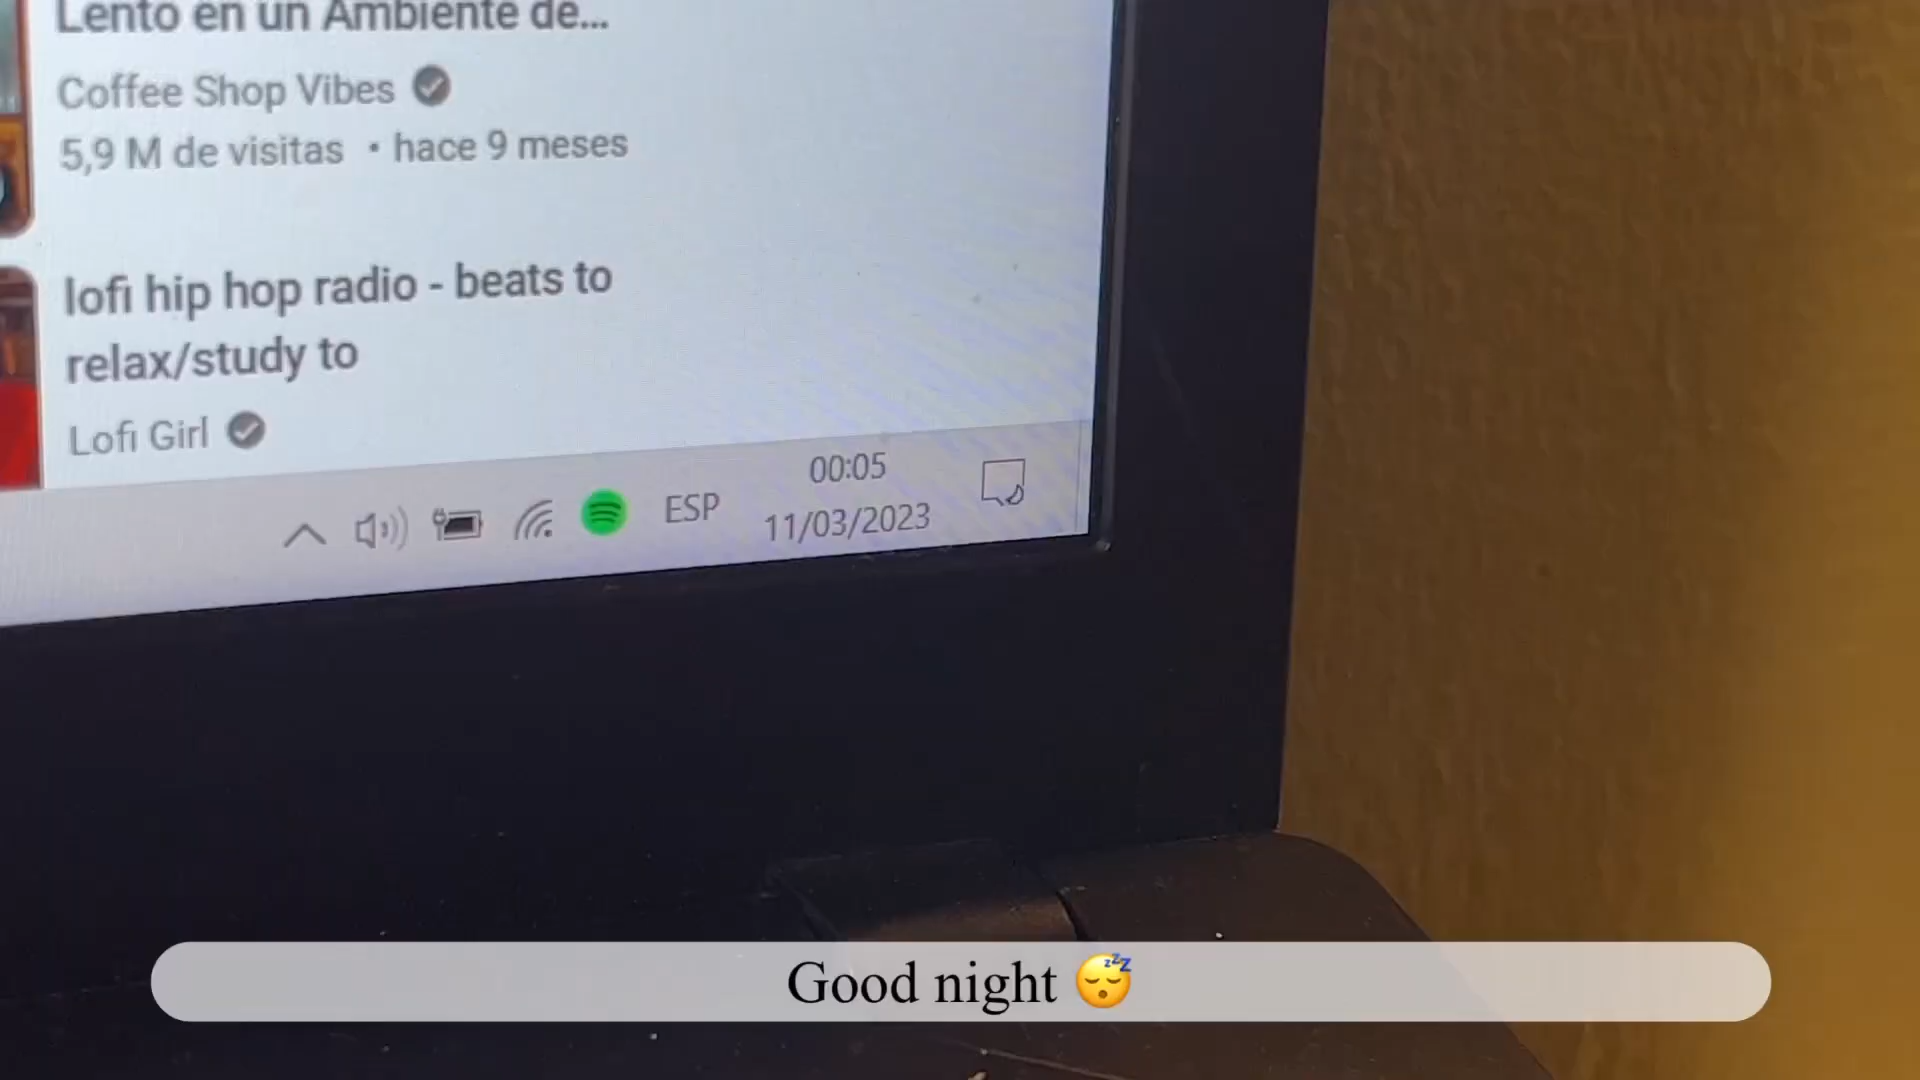 Lento en un Ambiente de...
Coffee Shop Vibes
5,9 M de visitas • hace 9 meses
lofi hip hop radio - beats to
relax/study to
Lofi Girl
ESP
00:05
11/03/2023
Good night 😴